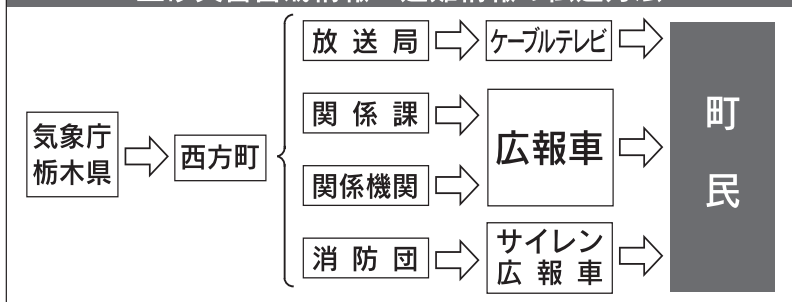 気象庁
栃木県
西方町
放送局
ケーブルテレビ
関係課
関係機関
広報車
消防団
サイレン
広報車
町民